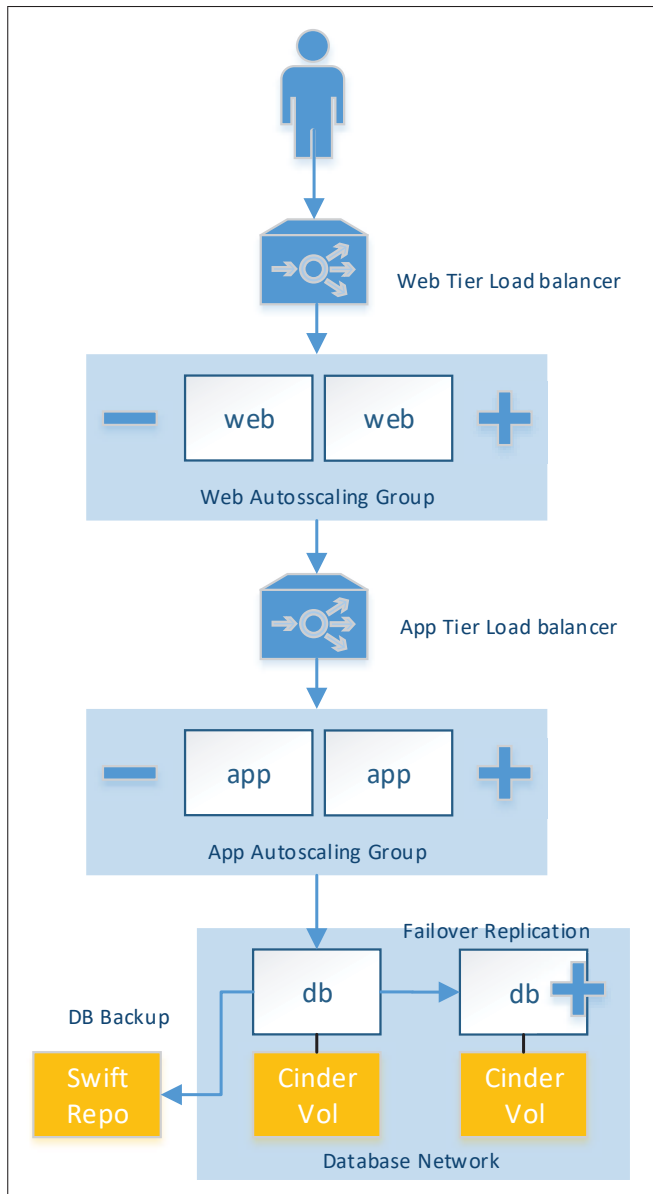 Web Tier Load balancer
web
web
Web Autosscaling Group
App Tier Load balancer
app
app
App Autoscaling Group
Failover Replication
db
db
DB Backup
Swift
Repo
Cinder
Vol
Cinder
Vol
Database Network